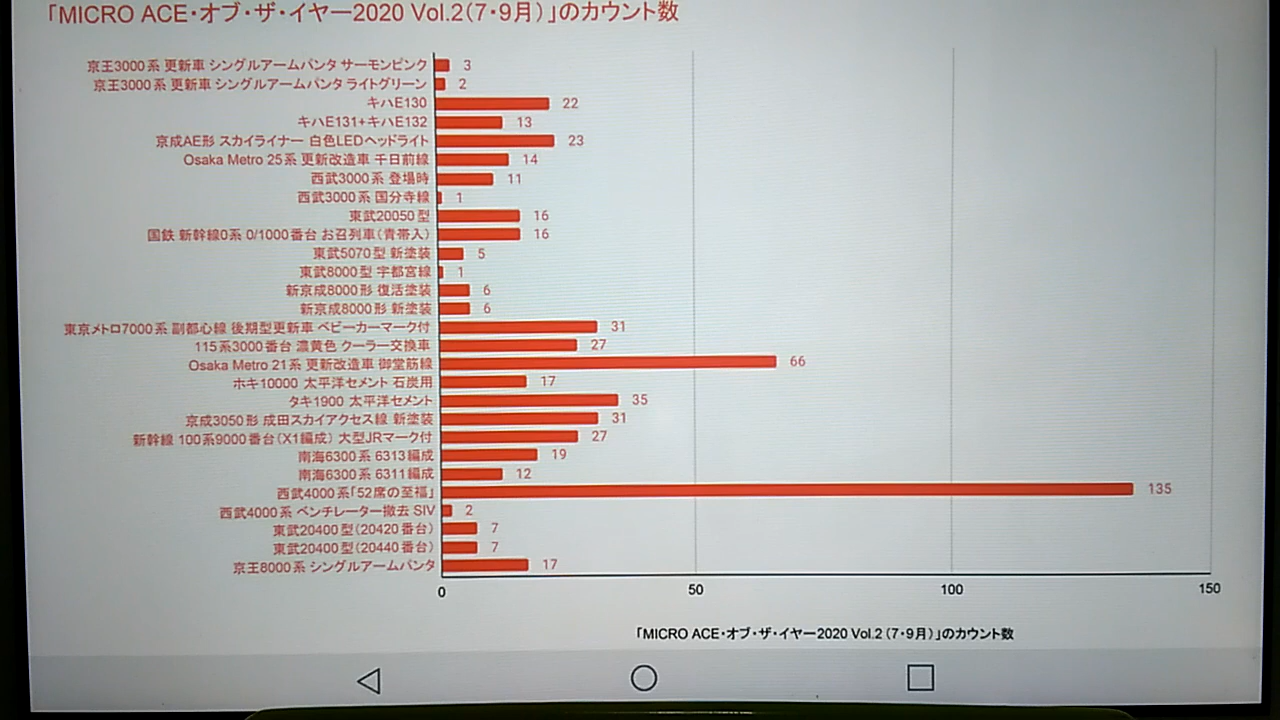 「MICRO ACE・オブ・ザ・イヤー2020 Vol.2（7・9月）」のカウント数
京王3000系 更新車 シングルアームパンタ サーモンピンク 3
京王3000系 更新車 シングルアームパンタ ライトグリーン 2
キハE130 22
キハE131+キハE132 13
京成AE形 スカイライナー 白色LEDヘッドライト 23
Osaka Metro 25系 更新改造車 千日前線 14
西武3000系 登場時 11
西武3000系 国分寺線 1
東武20050型 16
国鉄 新幹線0系 0/1000番台 お召列車（青帯入） 16
東武5070型 新塗装 5
東武8000型 宇都宮線 1
新京成8000形 復活塗装 6
新京成8000形 新塗装 6
東京メトロ7000系 副都心線 後期型更新車 ベビーカーマーク付 31
115系3000番台 濃黄色 クーラー交換車 27
Osaka Metro 21系 更新改造車 御堂筋線 66
ホキ10000 太平洋セメント 石炭用 17
タキ1900 太平洋セメント 35
京成3050形 成田スカイアクセス線 新塗装 31
新幹線 100系9000番台（X1編成） 大型JRマーク付 27
南海6300系 6313編成 19
南海6300系 6311編成 12
西武4000系「52席の至福」 135
西武4000系 ベンチレーター撤去 SIV 2
東武20400型（20420番台） 7
東武20400型（20440番台） 7
京王8000系 シングルアームパンタ 17
0 50 100 150
「MICRO ACE・オブ・ザ・イヤー2020 Vol.2（7・9月）」のカウント数